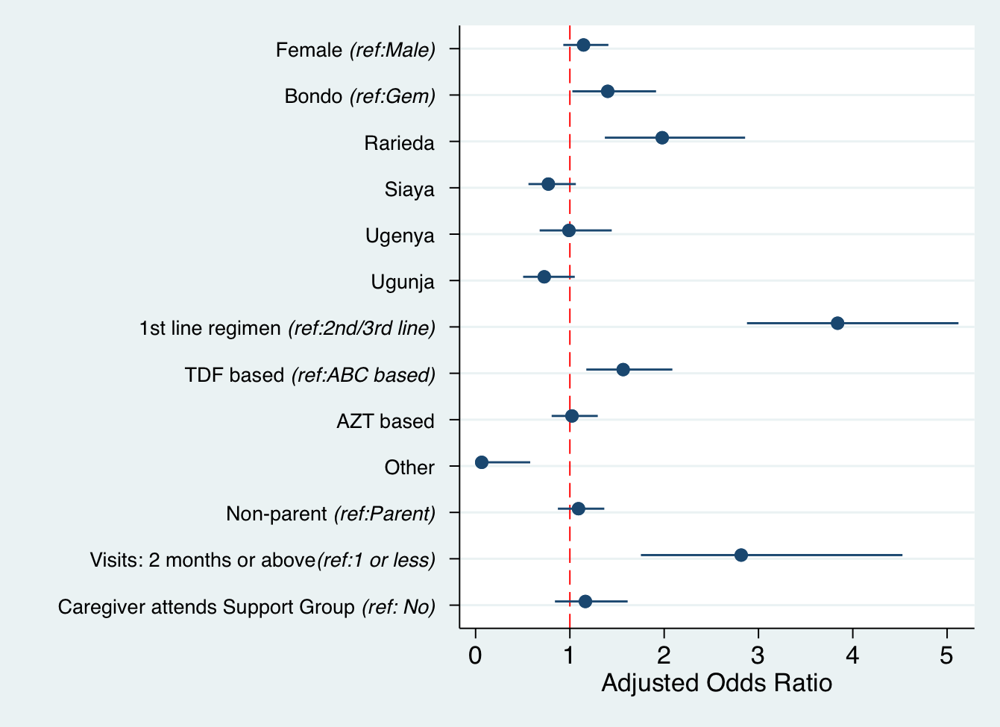 Female (ref:Male)
Bondo (ref:Gem)
Rarieda
Siaya
Ugenya
Ugunja
1st line regimen (ref:2nd/3rd line)
TDF based (ref:ABC based)
AZT based
Other
Non-parent (ref:Parent)
Visits: 2 months or above(ref:1 or less)
Caregiver attends Support Group (ref: No)
0 1 2 3 4 5
Adjusted Odds Ratio